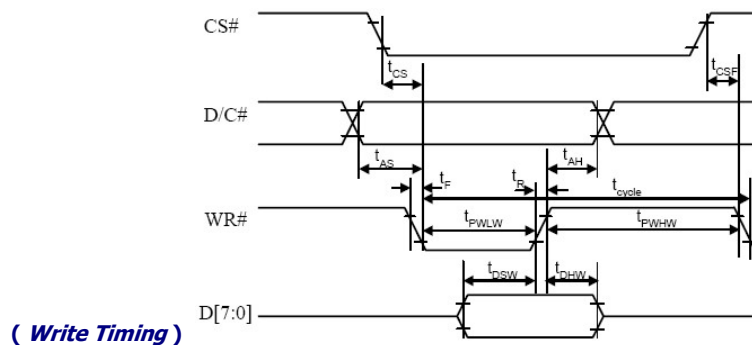 CS#
tCS
tCSF
D/C#
tAS
tAH
tF
tR
tcycle
WR#
tPWLW
tPWHW
tDSW
tDHW
D[7:0]
( Write Timing )